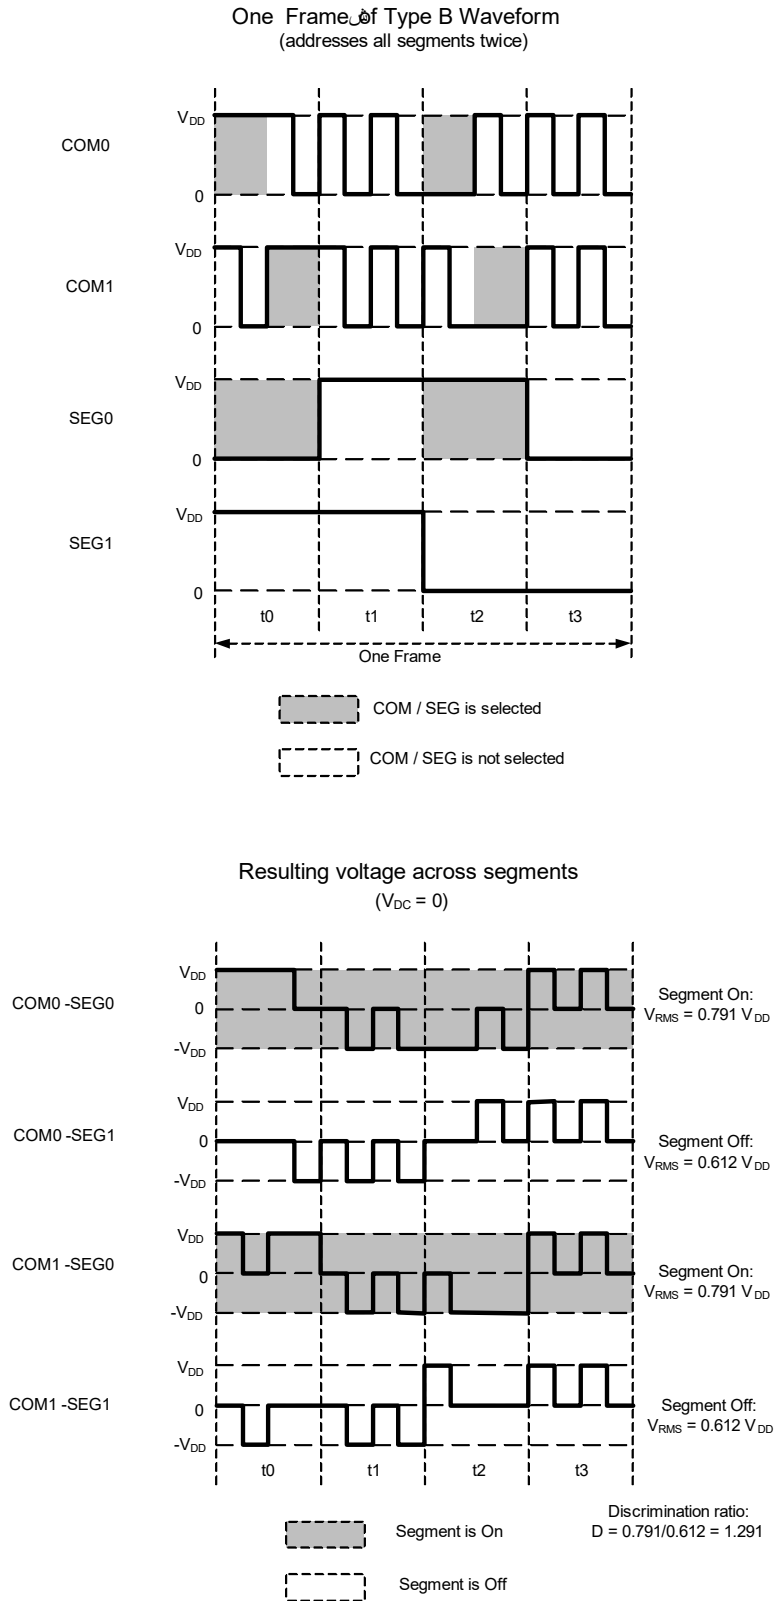 One Frame of Type B Waveform
(addresses all segments twice)
VDD
COM0
0
VDD
COM1
0
VDD
SEG0
0
VDD
SEG1
0
t0 t1 t2 t3
One Frame
COM / SEG is selected
COM / SEG is not selected
Resulting voltage across segments
(VDC = 0)
VDD
COM0 -SEG0
0
-VDD
Segment On:
VRMS = 0.791 VDD
VDD
COM0 -SEG1
0
-VDD
Segment Off:
VRMS = 0.612 VDD
VDD
COM1 -SEG0
0
-VDD
Segment On:
VRMS = 0.791 VDD
VDD
COM1 -SEG1
0
-VDD
Segment Off:
VRMS = 0.612 VDD
t0 t1 t2 t3
Discrimination ratio:
D = 0.791/0.612 = 1.291
Segment is On
Segment is Off